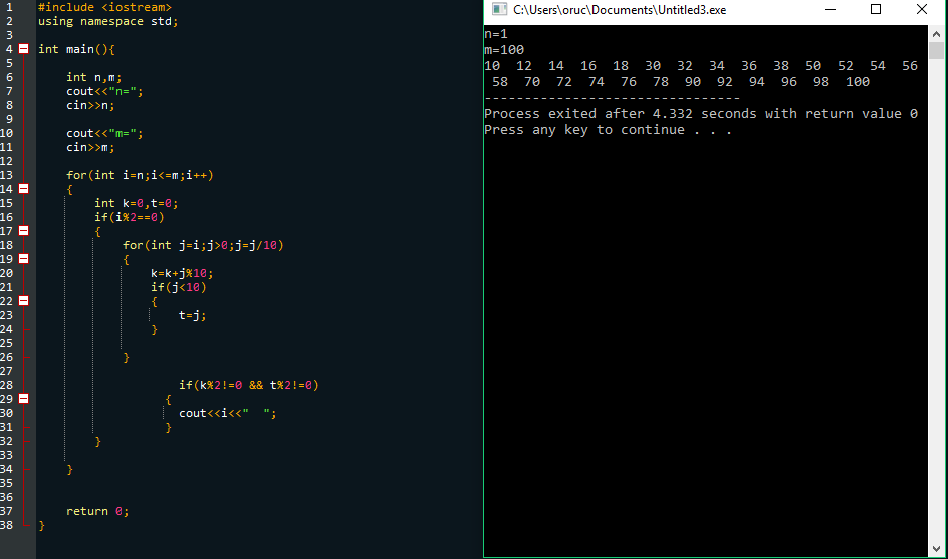 1 #include <iostream>
2 using namespace std;
3
4 int main(){
5
6 int n,m;
7 cout<<"n=";
8 cin>>n;
9
10 cout<<"m=";
11 cin>>m;
12
13 for(int i=n;i<=m;i++)
14 {
15 int k=0,t=0;
16 if(i%2==0)
17 {
18 for(int j=i;j>0;j=j/10)
19 {
20 k=k+j%10;
21 if(j<10)
22 {
23 t=j;
24 }
25
26 }
27
28 if(k%2!=0 && t%2!=0)
29 {
30 cout<<i<<"  ";
31 }
32 }
33
34 }
35
36
37 return 0;
38 }
C:\Users\oruc\Documents\Untitled3.exe
n=1
m=100
10 12 14 16 18 30 32 34 36 38 50 52 54 56
58 70 72 74 76 78 90 92 94 96 98 100
--------------------------------
Process exited after 4.332 seconds with return value 0
Press any key to continue . . .